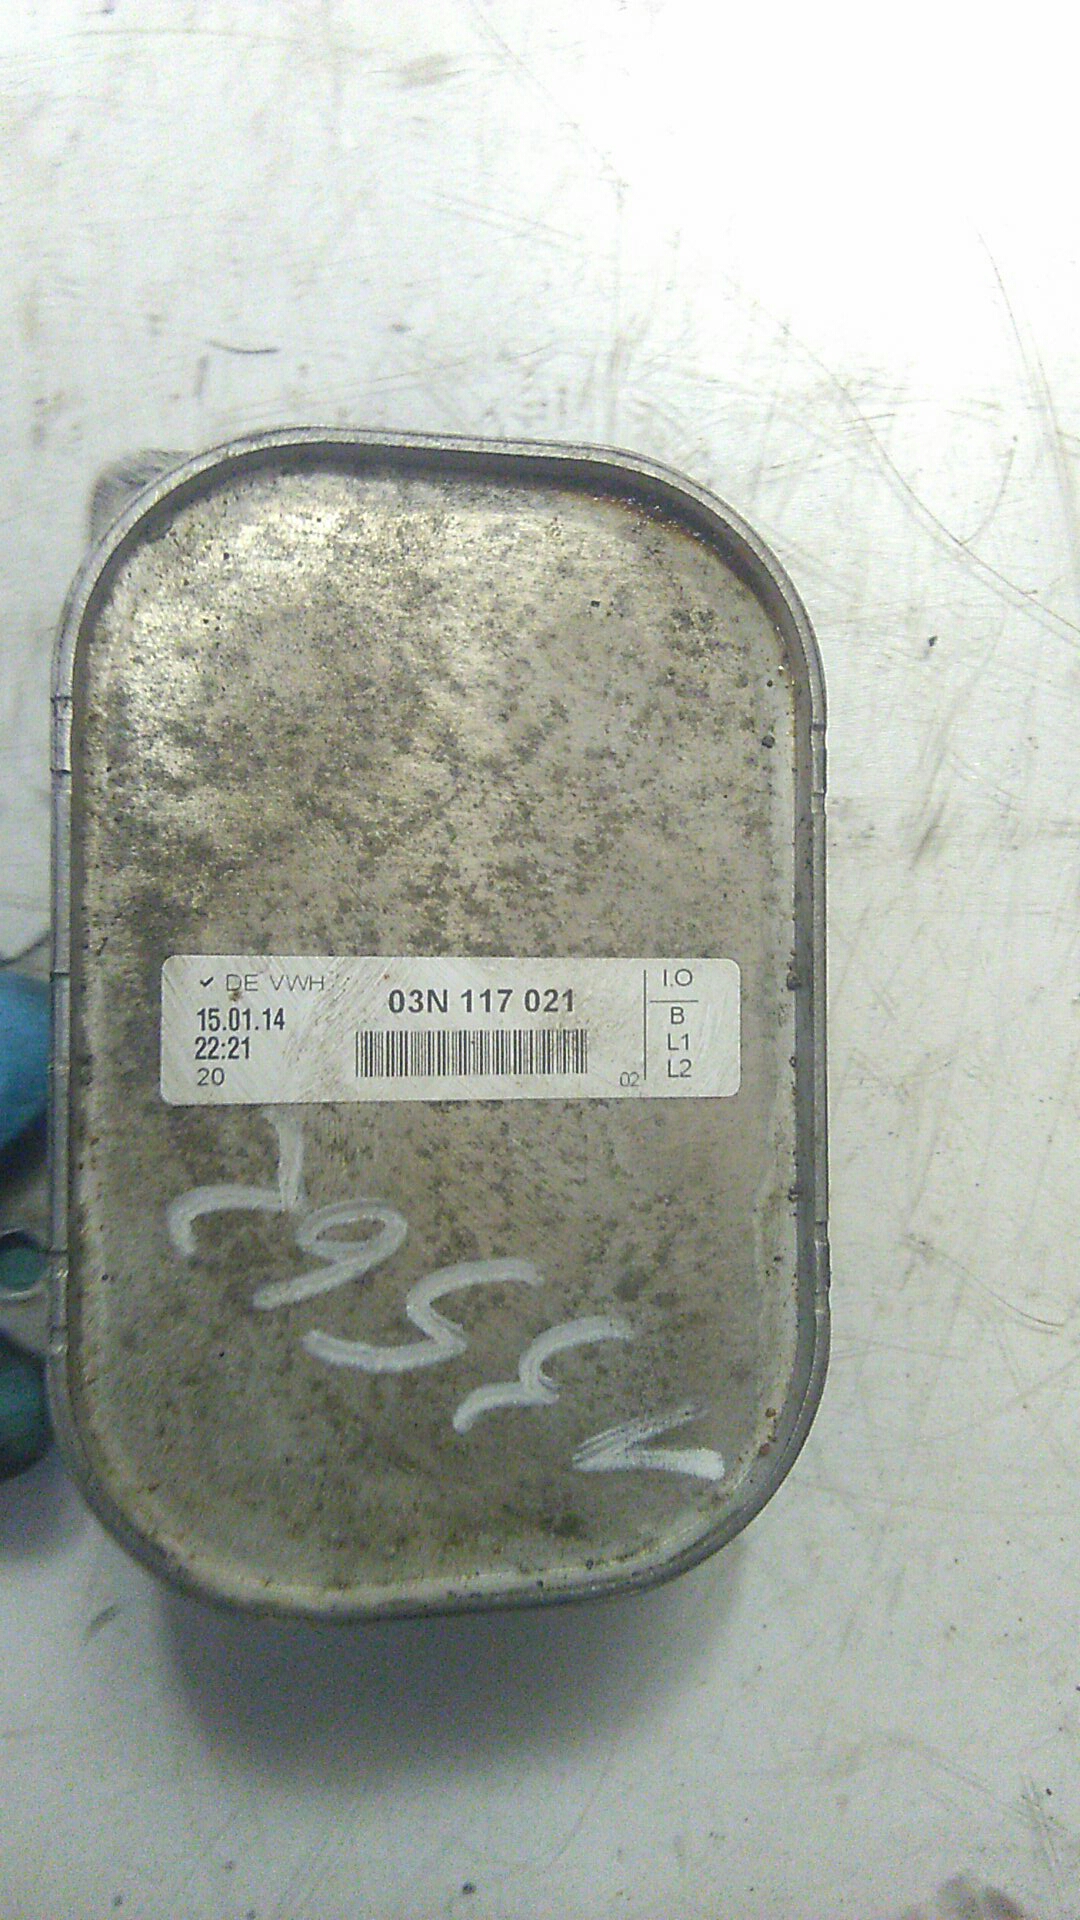 ✓ DE VWH
15.01.14
22:21
20
03N 117 021
02
I.O
B
L1
L2